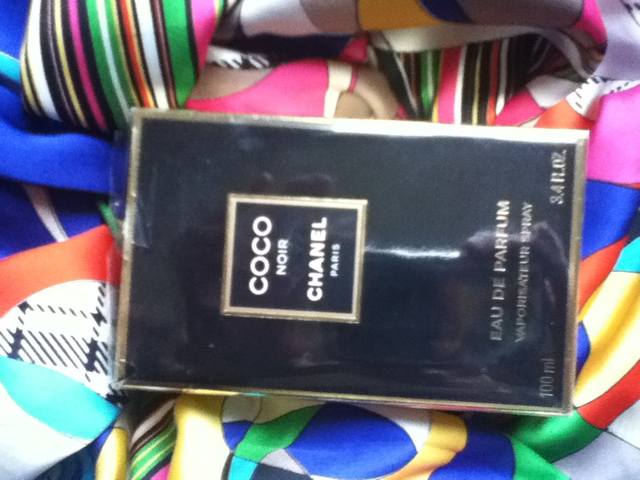 COCO
NOIR
CHANEL
PARIS
EAU DE PARFUM
VAPORISATEUR SPRAY
100 ml
3.4 FL.OZ.